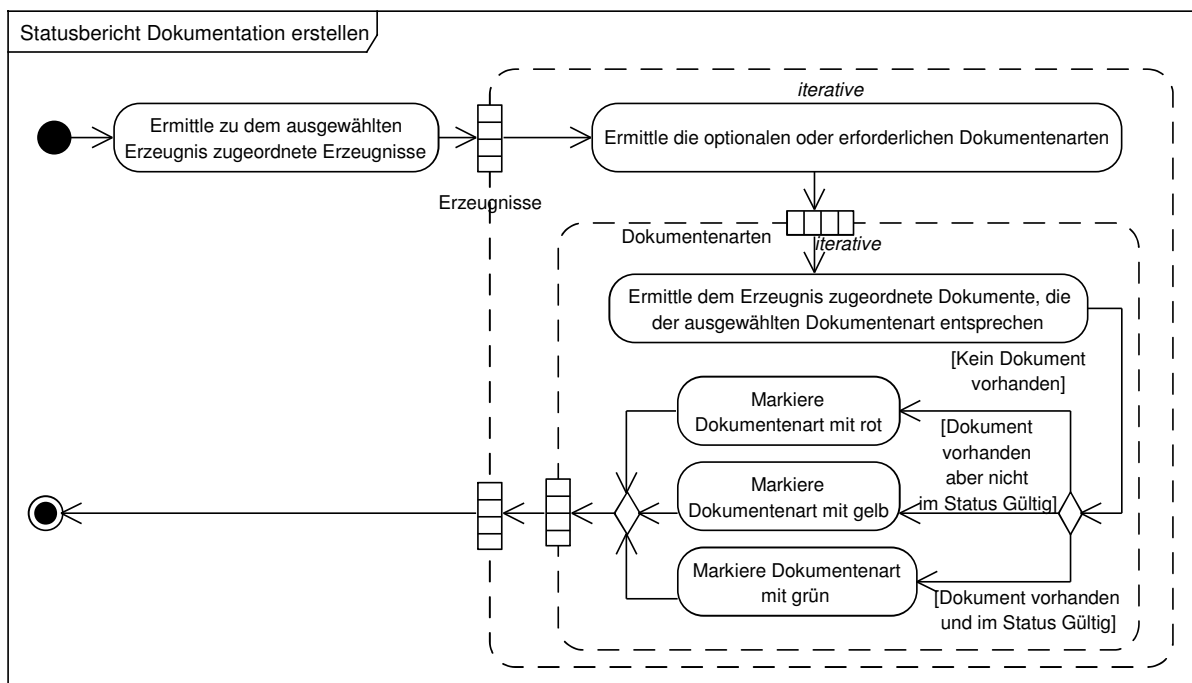 Statusbericht Dokumentation erstellen
iterative
Ermittle zu dem ausgewählten
Erzeugnis zugeordnete Erzeugnisse
Ermittle die optionalen oder erforderlichen Dokumentenarten
Erzeugnisse
Dokumentenarten
iterative
Ermittle dem Erzeugnis zugeordnete Dokumente, die
der ausgewählten Dokumentenart entsprechen
[Kein Dokument
vorhanden]
Markiere
Dokumentenart mit rot
[Dokument
vorhanden
aber nicht
im Status Gültig]
Markiere
Dokumentenart mit gelb
Markiere Dokumentenart
mit grün
[Dokument vorhanden
und im Status Gültig]